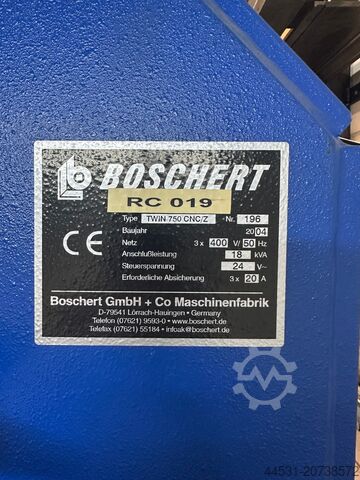 BOSCHERT
RC 019
Type TWIN 750 CNC/Z Nr. 196
Baujahr 2004
Netz 3 x 400 V/ 50 Hz
Anschlußleistung 18 kVA
Steuerspannung 24 V~
Erforderliche Absicherung 3 x 20 A
CE
Boschert GmbH + Co Maschinenfabrik
D-79541 Lörrach-Hauingen • Germany
Telefon (07621) 9593-0 • www.boschert.de
Telefax (07621) 55184 • infoak@boschert.de
44531-20738572